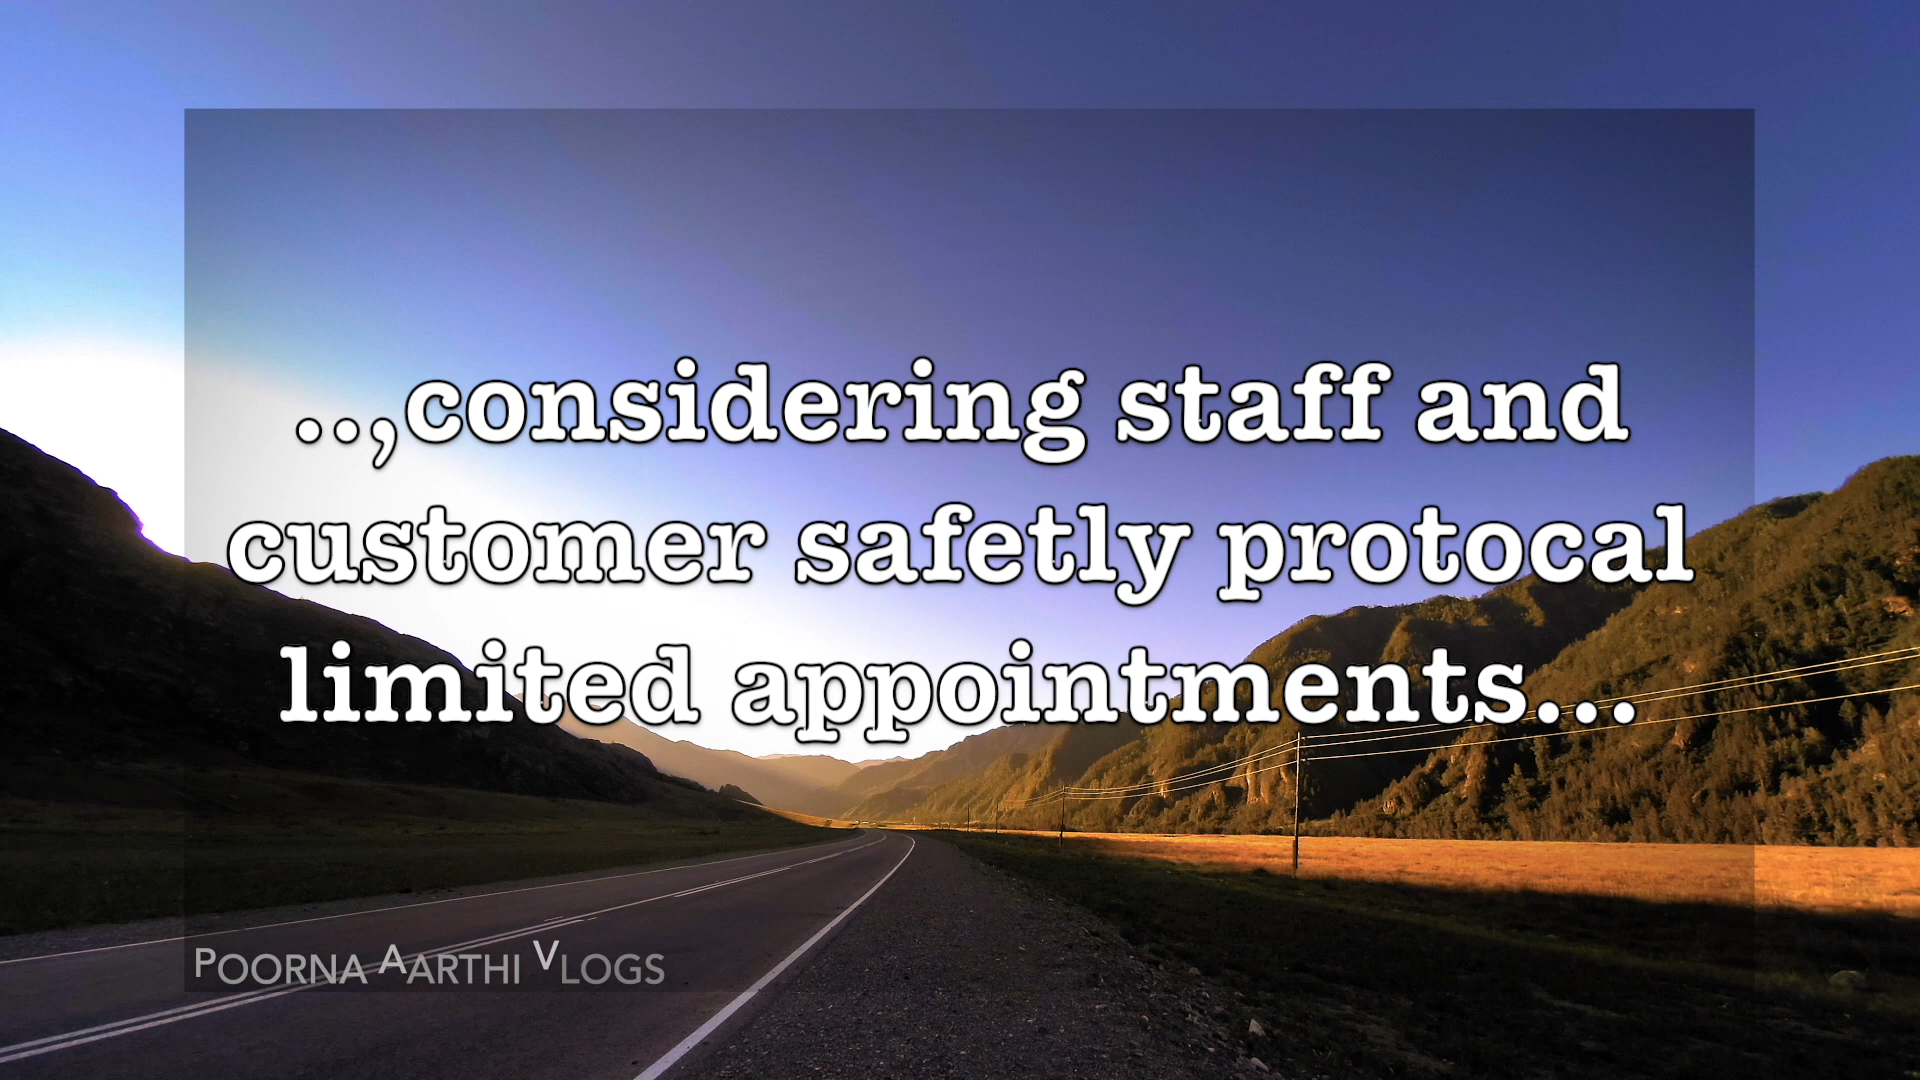 ..,considering staff and
customer safetly protocal
limited appointments...
POORNA AARTHI VLOGS